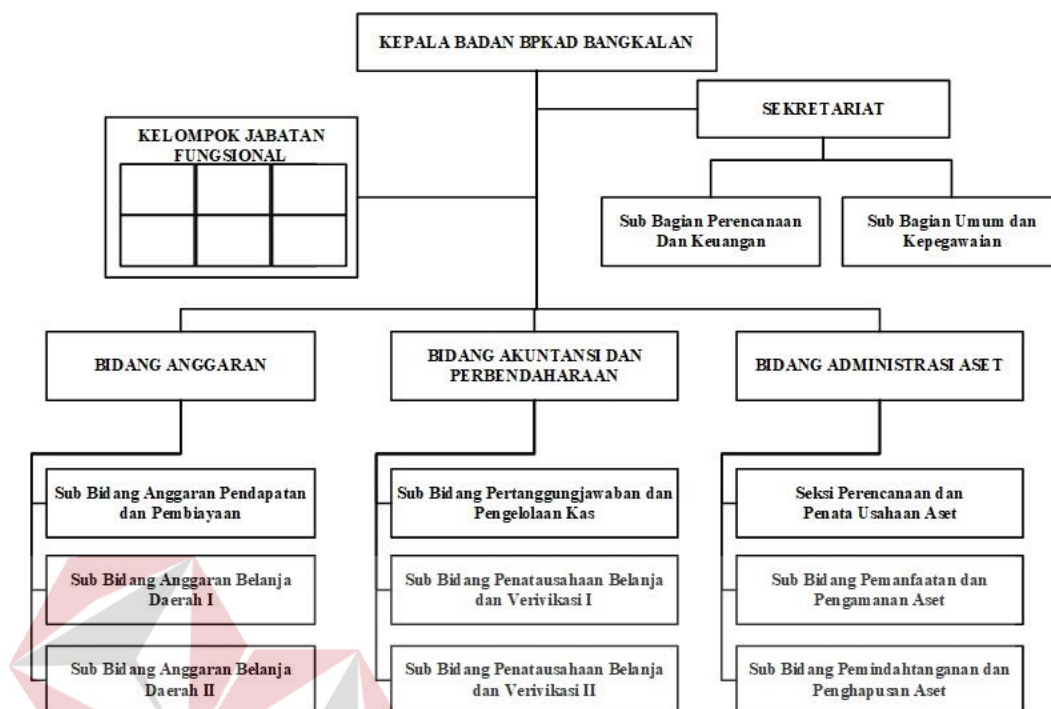 KEPALA BADAN BPKAD BANGKALAN
SEKRETARIAT
KELOMPOK JABATAN
FUNGSIONAL
Sub Bagian Perencanaan
Dan Keuangan
Sub Bagian Umum dan
Kepegawaian
BIDANG ANGGARAN
BIDANG AKUNTANSI DAN
PERBENDAHARAAN
BIDANG ADMINISTRASI ASET
Sub Bidang Anggaran Pendapatan
dan Pembiayaan
Sub Bidang Pertanggungjawaban dan
Pengelolaan Kas
Seksi Perencanaan dan
Penata Usahaan Aset
Sub Bidang Anggaran Belanja
Daerah I
Sub Bidang Penatausahaan Belanja
dan Verivikasi I
Sub Bidang Pemanfaatan dan
Pengamanan Aset
Sub Bidang Anggaran Belanja
Daerah II
Sub Bidang Penatausahaan Belanja
dan Verivikasi II
Sub Bidang Pemindahtanganan dan
Penghapusan Aset